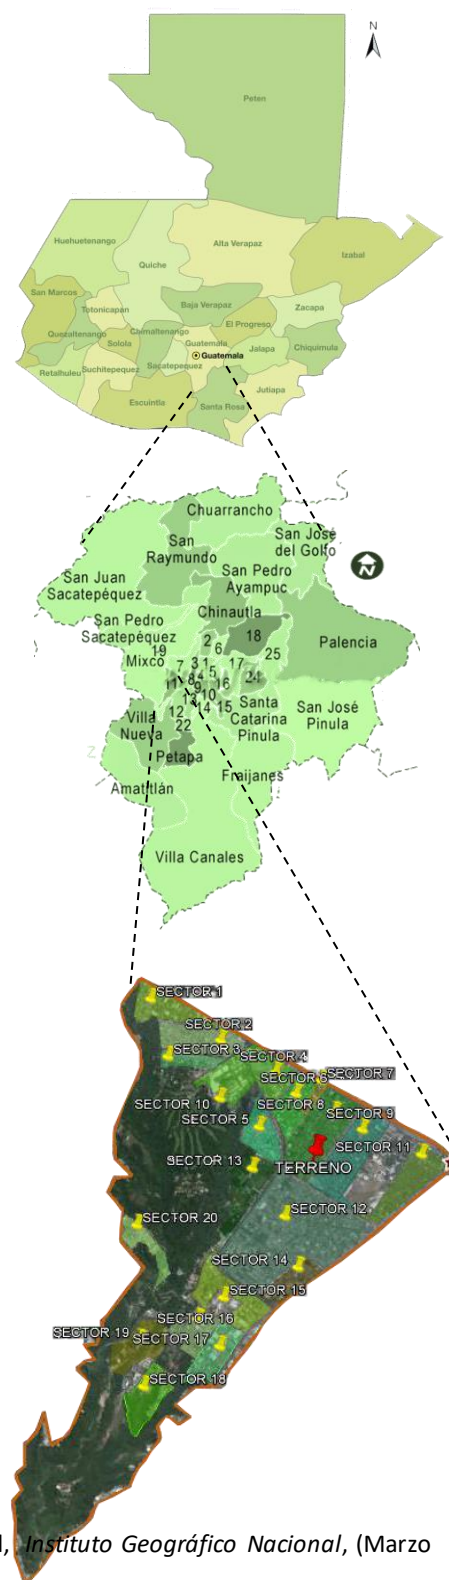 N
Peten
Huehuetenango
Quiche
Alta Verapaz
Izabal
San Marcos
Totonicapan
Baja Verapaz
Zacapa
Quezaltenango
Solola
Chimaltenango
El Progreso
Guatemala
Guatemala
Chiquimula
Retalhuleu
Suchitepequez
Sacatepequez
Jalapa
Escuintla
Santa Rosa
Jutiapa
Chuarrancho
San José
del Golfo
San
Raymundo
N
San Juan
Sacatepéquez
San Pedro
Ayampuc
Chinautla
San Pedro
Sacatepéquez
2
18
6
Palencia
19
25
Mixco
7
3
1
17
5
4
8
24
11
16
9
10
13
14
15
12
Santa
Catarina
Pinula
San José
Pinula
Villa
Nueva
22
2
Petapa
Fraijanes
Amatitlán
Villa Canales
SECTOR 1
SECTOR 2
SECTOR 3
SECTOR 4
SECTOR 6
SECTOR 7
SECTOR 10
SECTOR 8
SECTOR 5
SECTOR 9
SECTOR 11
SECTOR 13
TERRENO
SECTOR 12
SECTOR 20
SECTOR 14
SECTOR 15
SECTOR 16
SECTOR 19
SECTOR 17
SECTOR 18
l, Instituto Geográfico Nacional, (Marzo